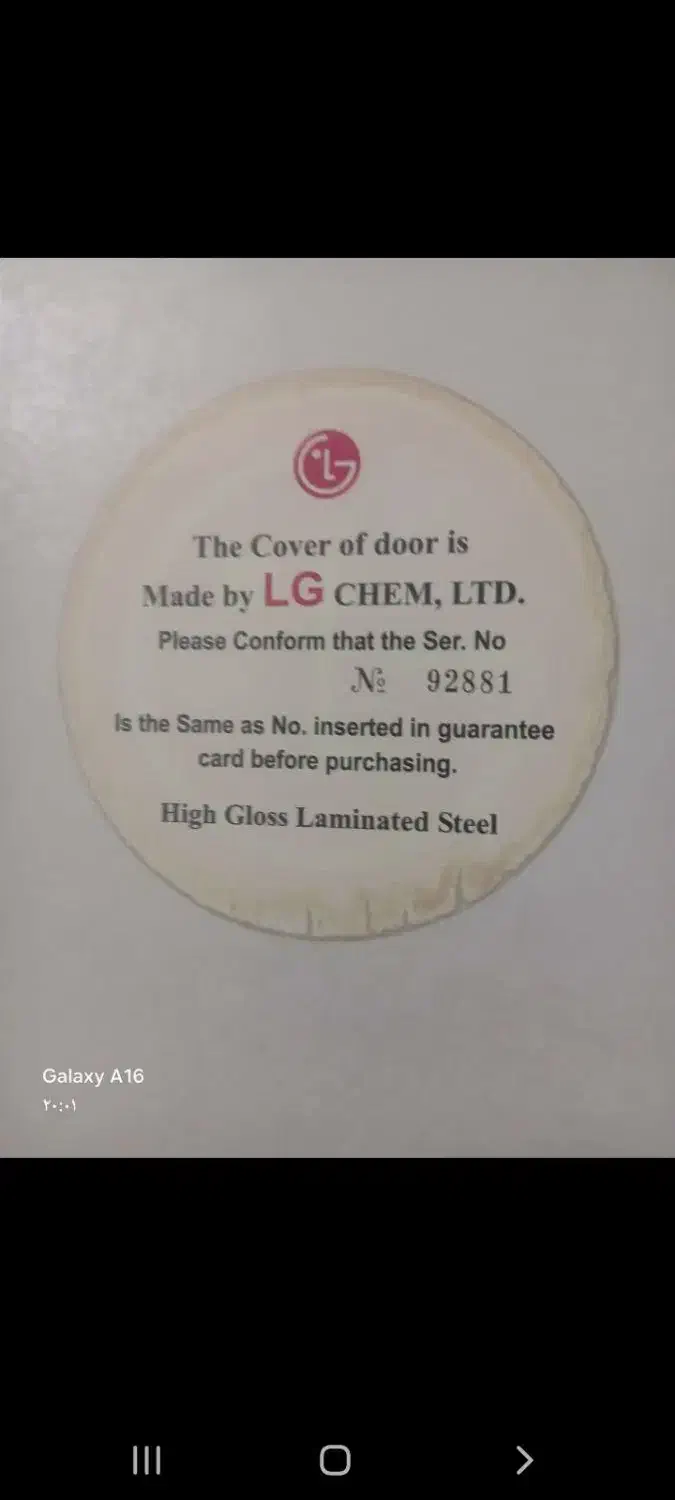 The Cover of door is
Made by LG CHEM, LTD.
Please Conform that the Ser. No
№ 92881
Is the Same as No. inserted in guarantee
card before purchasing.
High Gloss Laminated Steel
Galaxy A16
٢٠:٠١